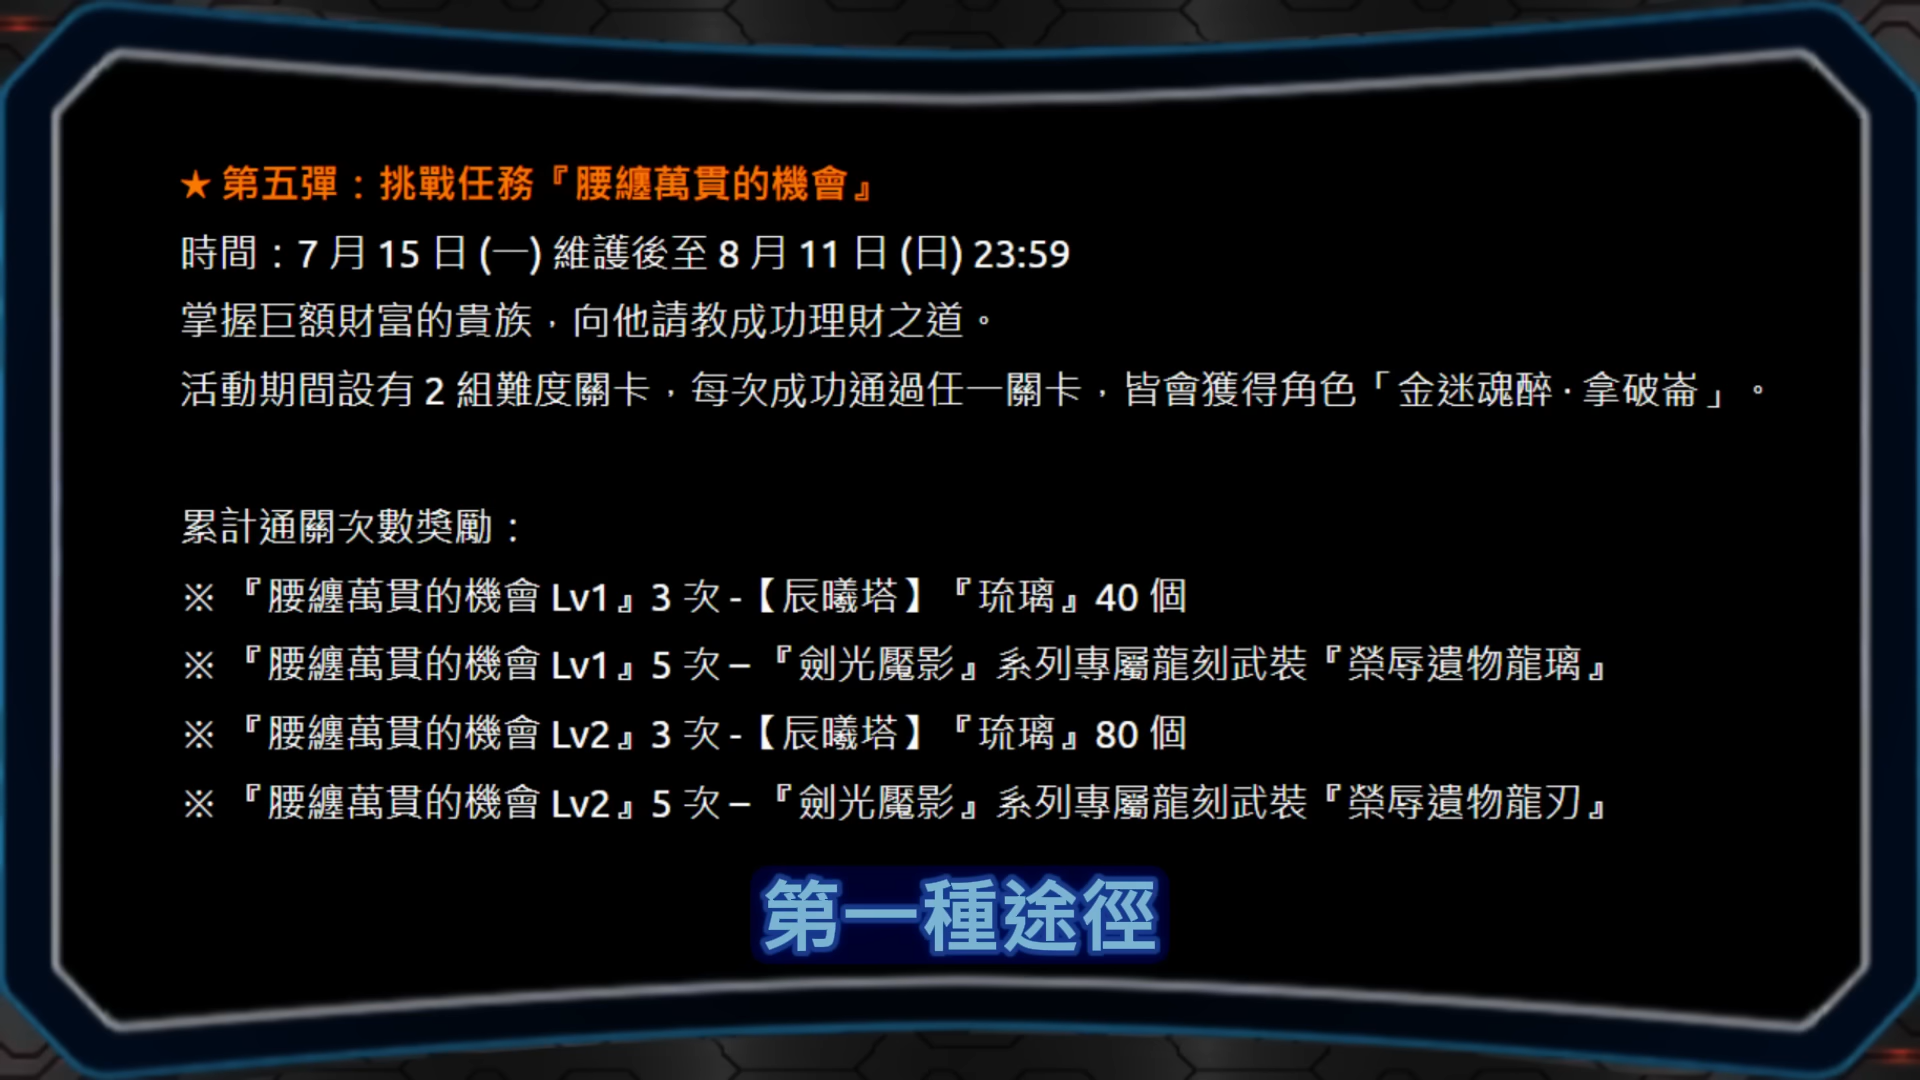 ★ 第五彈：挑戰任務『腰纏萬貫的機會』
時間：7 月 15 日 (一) 維護後至 8 月 11 日 (日) 23:59
掌握巨額財富的貴族，向他請教成功理財之道。
活動期間設有 2 組難度關卡，每次成功通過任一關卡，皆會獲得角色「金迷魂醉 · 拿破崙」。
累計通關次數獎勵：
※ 『腰纏萬貫的機會 Lv1』3 次 -【辰曦塔】『琉璃』40 個
※ 『腰纏萬貫的機會 Lv1』5 次 – 『劍光魘影』系列專屬龍刻武裝『榮辱遺物龍璃』
※ 『腰纏萬貫的機會 Lv2』3 次 -【辰曦塔】『琉璃』80 個
※ 『腰纏萬貫的機會 Lv2』5 次 – 『劍光魘影』系列專屬龍刻武裝『榮辱遺物龍刃』
第一種途徑